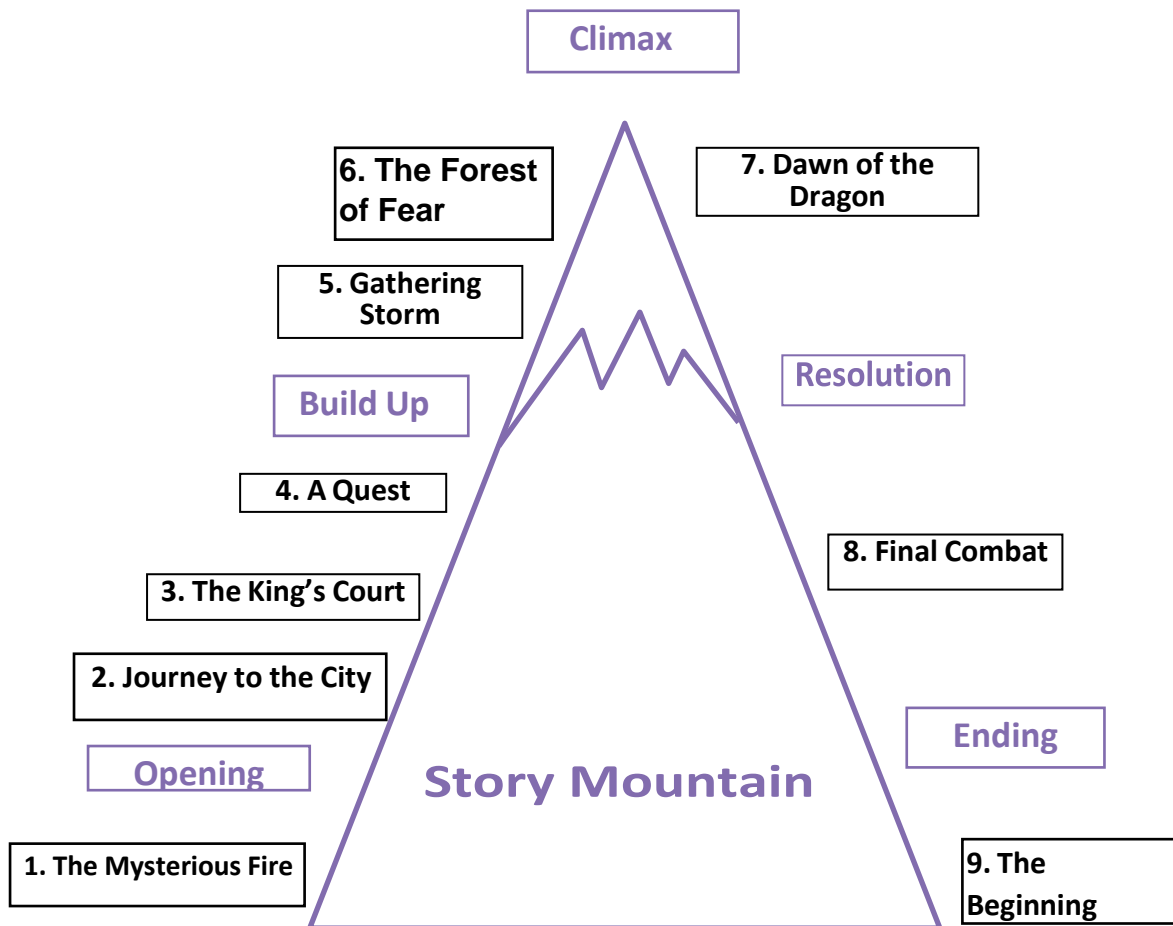 Climax
6. The Forest
of Fear
7. Dawn of the
Dragon
5. Gathering
Storm
Resolution
Build Up
4. A Quest
8. Final Combat
3. The King’s Court
2. Journey to the City
Ending
Opening
Story Mountain
1. The Mysterious Fire
9. The
Beginning